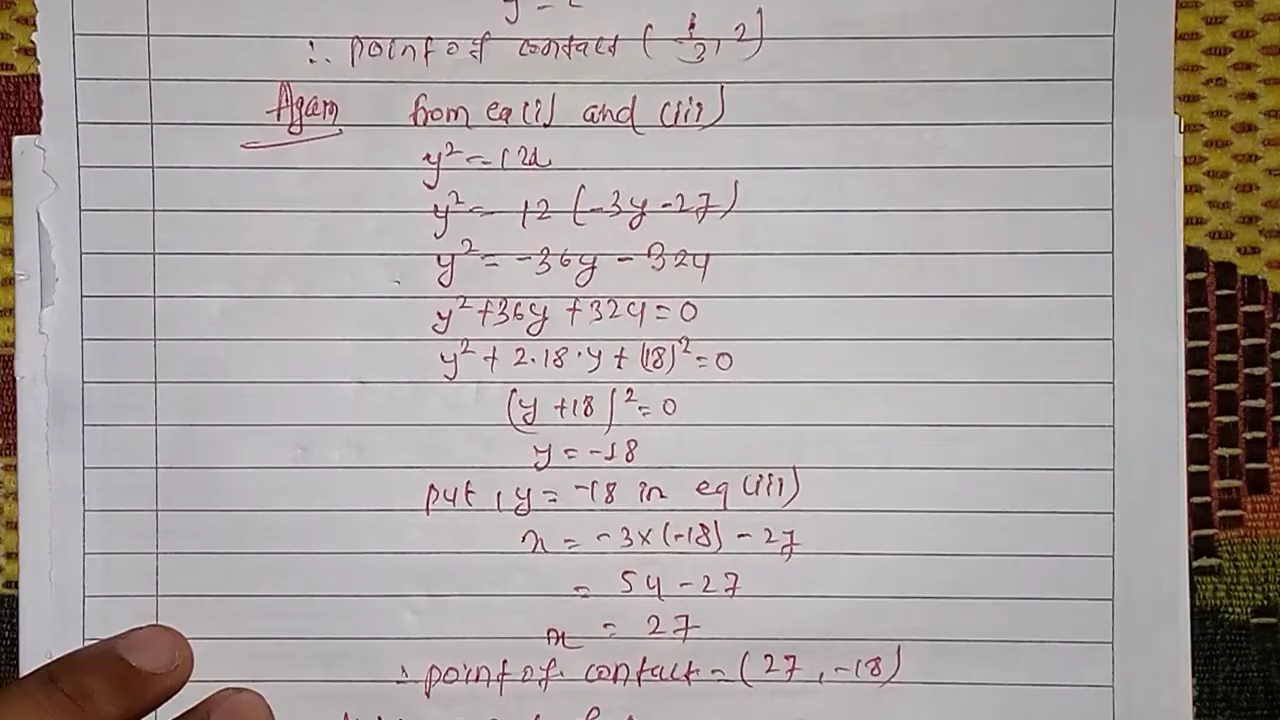 ∴ point of contact (1/3, 2)
Again from eq(i) and (iii)
y² = 12x
y² = 12 (-3y - 27)
y² = -36y - 324
y² + 36y + 324 = 0
y² + 2·18·y + (18)² = 0
(y + 18)² = 0
y = -18
put, y = -18 in eq (iii)
x = -3×(-18) - 27
= 54 - 27
x = 27
∴ point of contact = (27, -18)